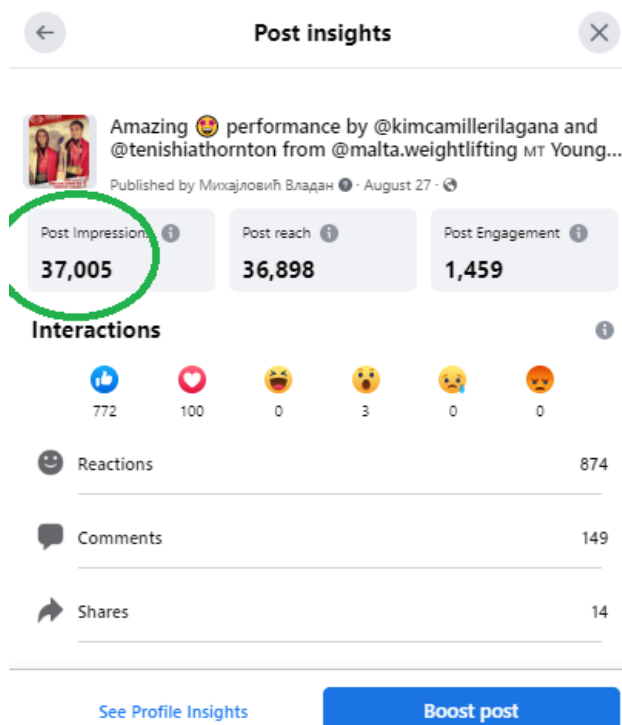 Post insights
Amazing 🤩 performance by @kimcamillerilagana and
@tenishiathornton from @malta.weightlifting MT Young...
Published by Михајловић Владан · August 27 ·
Post Impressions
Post reach
Post Engagement
37,005
36,898
1,459
Interactions
772
100
0
3
0
0
Reactions
874
Comments
149
Shares
14
See Profile Insights
Boost post